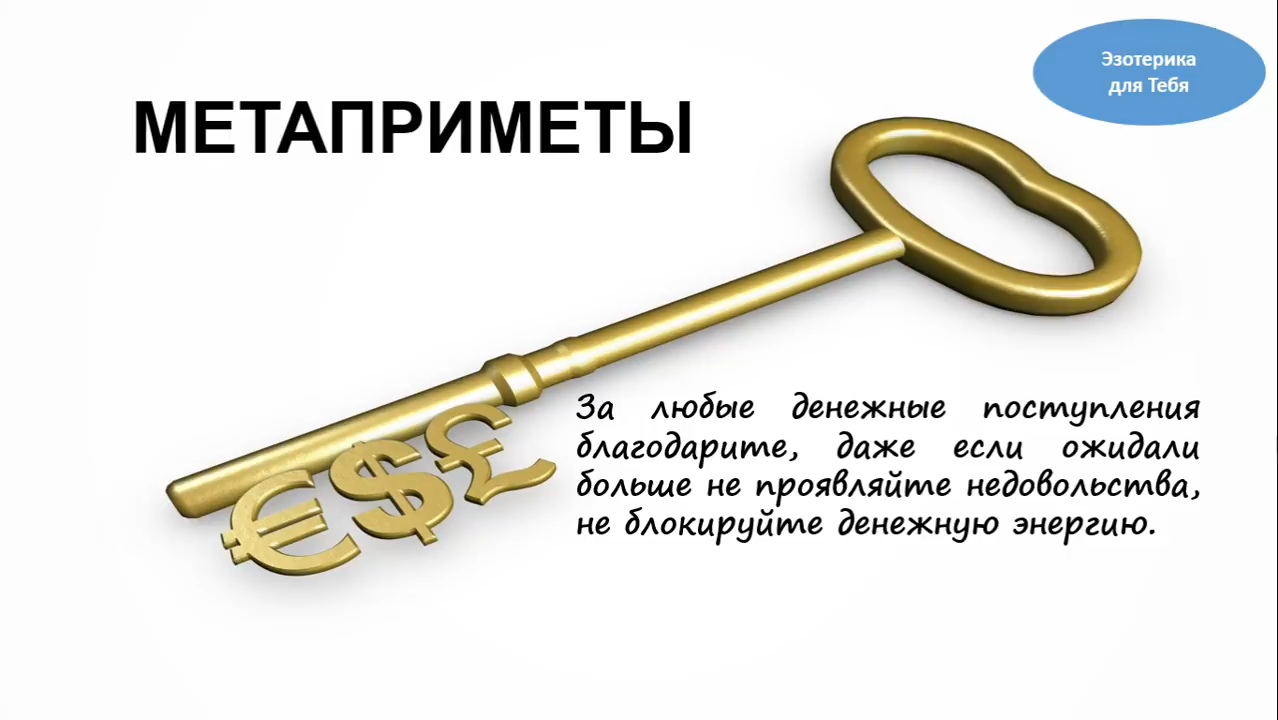 Эзотерика
для Тебя
МЕТАПРИМЕТЫ
€$£
За любые денежные поступления
благодарите, даже если ожидали
больше не проявляйте недовольства,
не блокируйте денежную энергию.